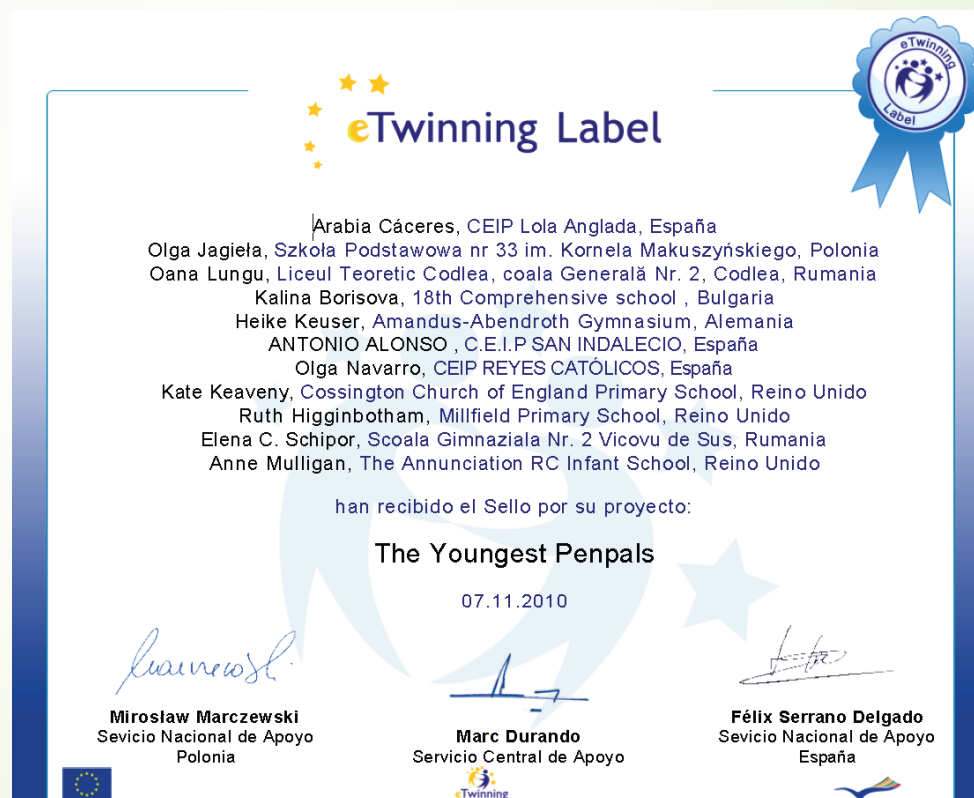 eTwinning
Label
eTwinning Label
Arabia Cáceres, CEIP Lola Anglada, España
Olga Jagieła, Szkoła Podstawowa nr 33 im. Kornela Makuszyńskiego, Polonia
Oana Lungu, Liceul Teoretic Codlea, coala Generală Nr. 2, Codlea, Rumania
Kalina Borisova, 18th Comprehensive school , Bulgaria
Heike Keuser, Amandus-Abendroth Gymnasium, Alemania
ANTONIO ALONSO , C.E.I.P SAN INDALECIO, España
Olga Navarro, CEIP REYES CATÓLICOS, España
Kate Keaveny, Cossington Church of England Primary School, Reino Unido
Ruth Higginbotham, Millfield Primary School, Reino Unido
Elena C. Schipor, Scoala Gimnaziala Nr. 2 Vicovu de Sus, Rumania
Anne Mulligan, The Annunciation RC Infant School, Reino Unido
han recibido el Sello por su proyecto:
The Youngest Penpals
07.11.2010
Mirosław Marczewski
Sevicio Nacional de Apoyo
Polonia
Marc Durando
Servicio Central de Apoyo
Félix Serrano Delgado
Sevicio Nacional de Apoyo
España
eTwinning